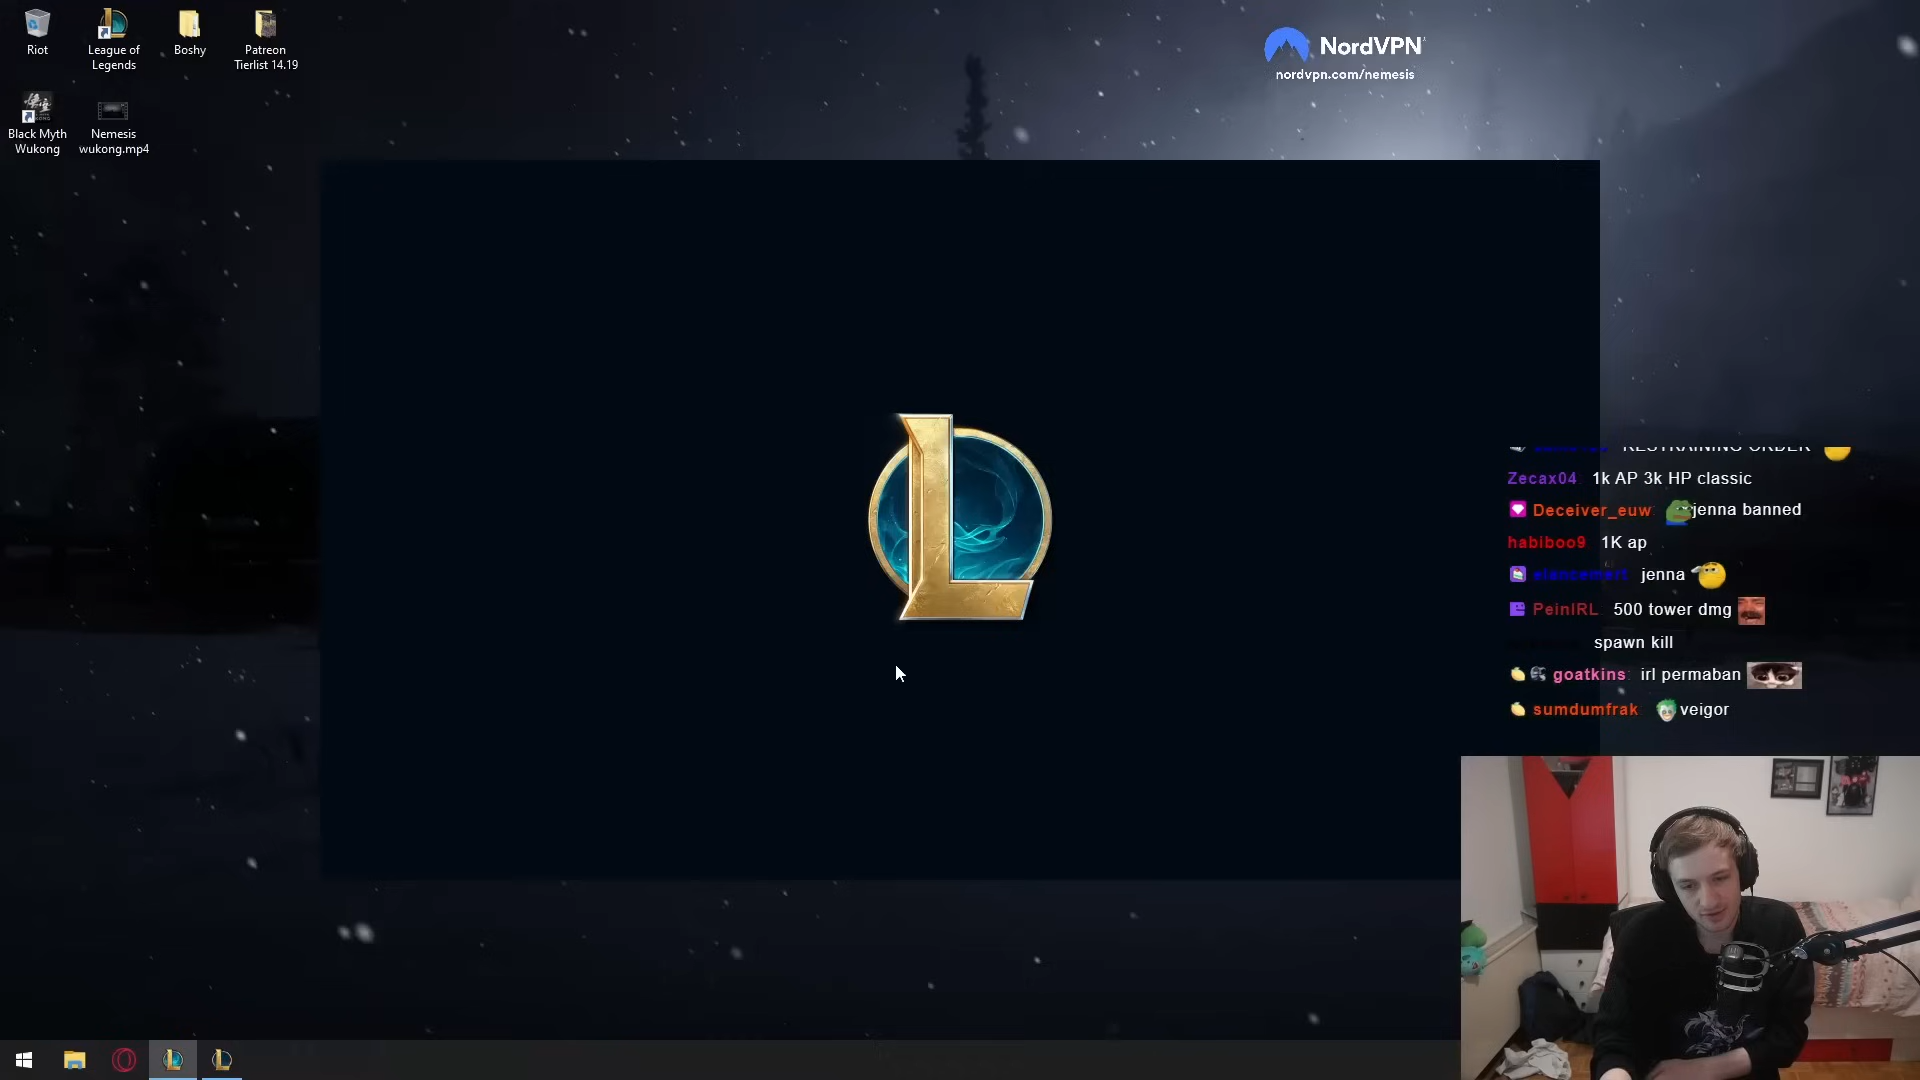 Riot
League of
Legends
Boshy
Patreon
Tierlist 14.19
Black Myth
Wukong
Nemesis
wukong.mp4
NordVPN
nordvpn.com/nemesis
RESTRAINING ORDER
Zecax04 1k AP 3k HP classic
Deceiver_euw jenna banned
habiboo9 1K ap
jenna
PeinIRL 500 tower dmg
spawn kill
goatkins: irl permaban
sumdumfrak veigor